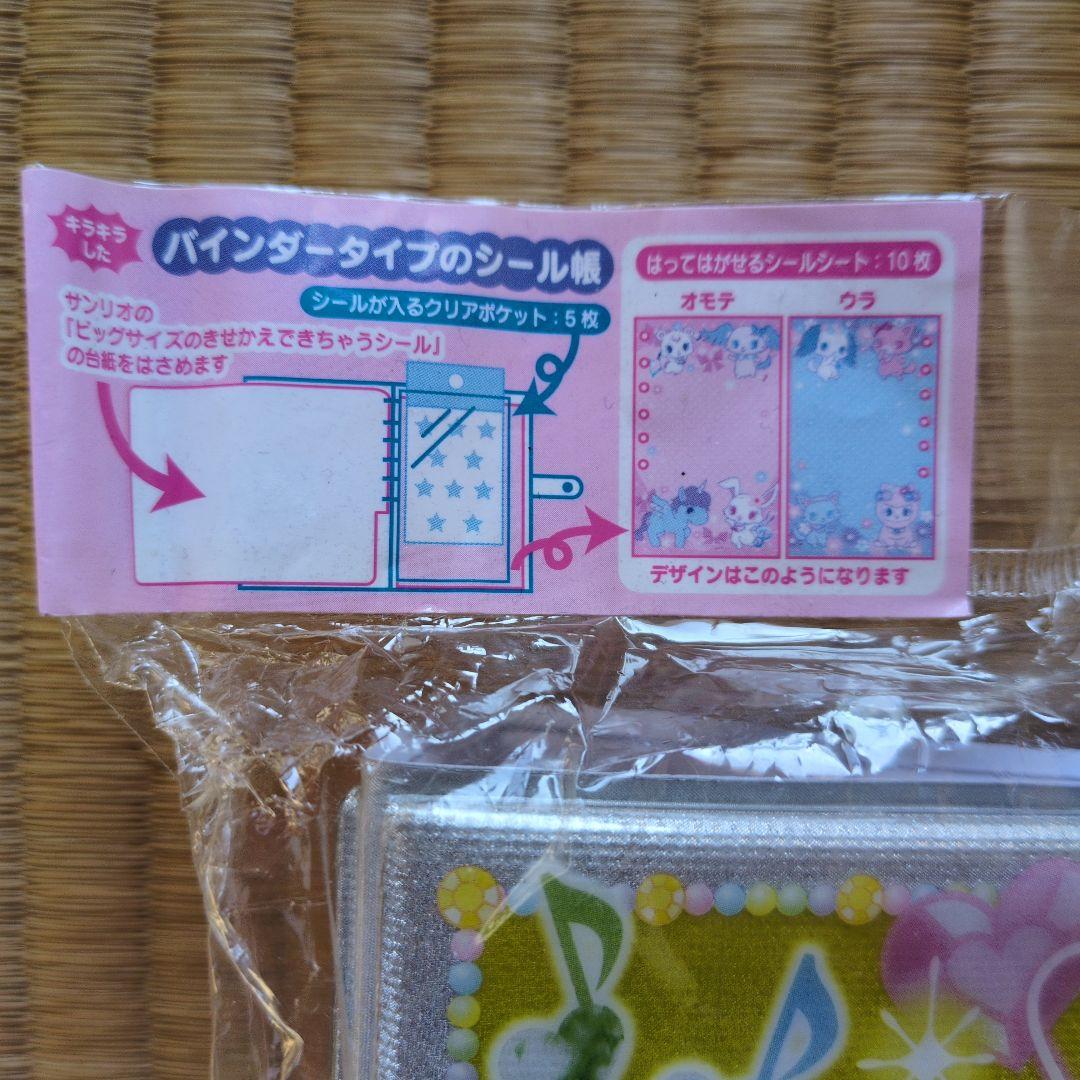 キラキラ
した
バインダータイプのシール帳
シールが入るクリアポケット：5枚
サンリオの
「ビッグサイズのきせかえできちゃうシール」
の台紙をはさめます
はってはがせるシールシート：10枚
オモテ ウラ
デザインはこのようになります